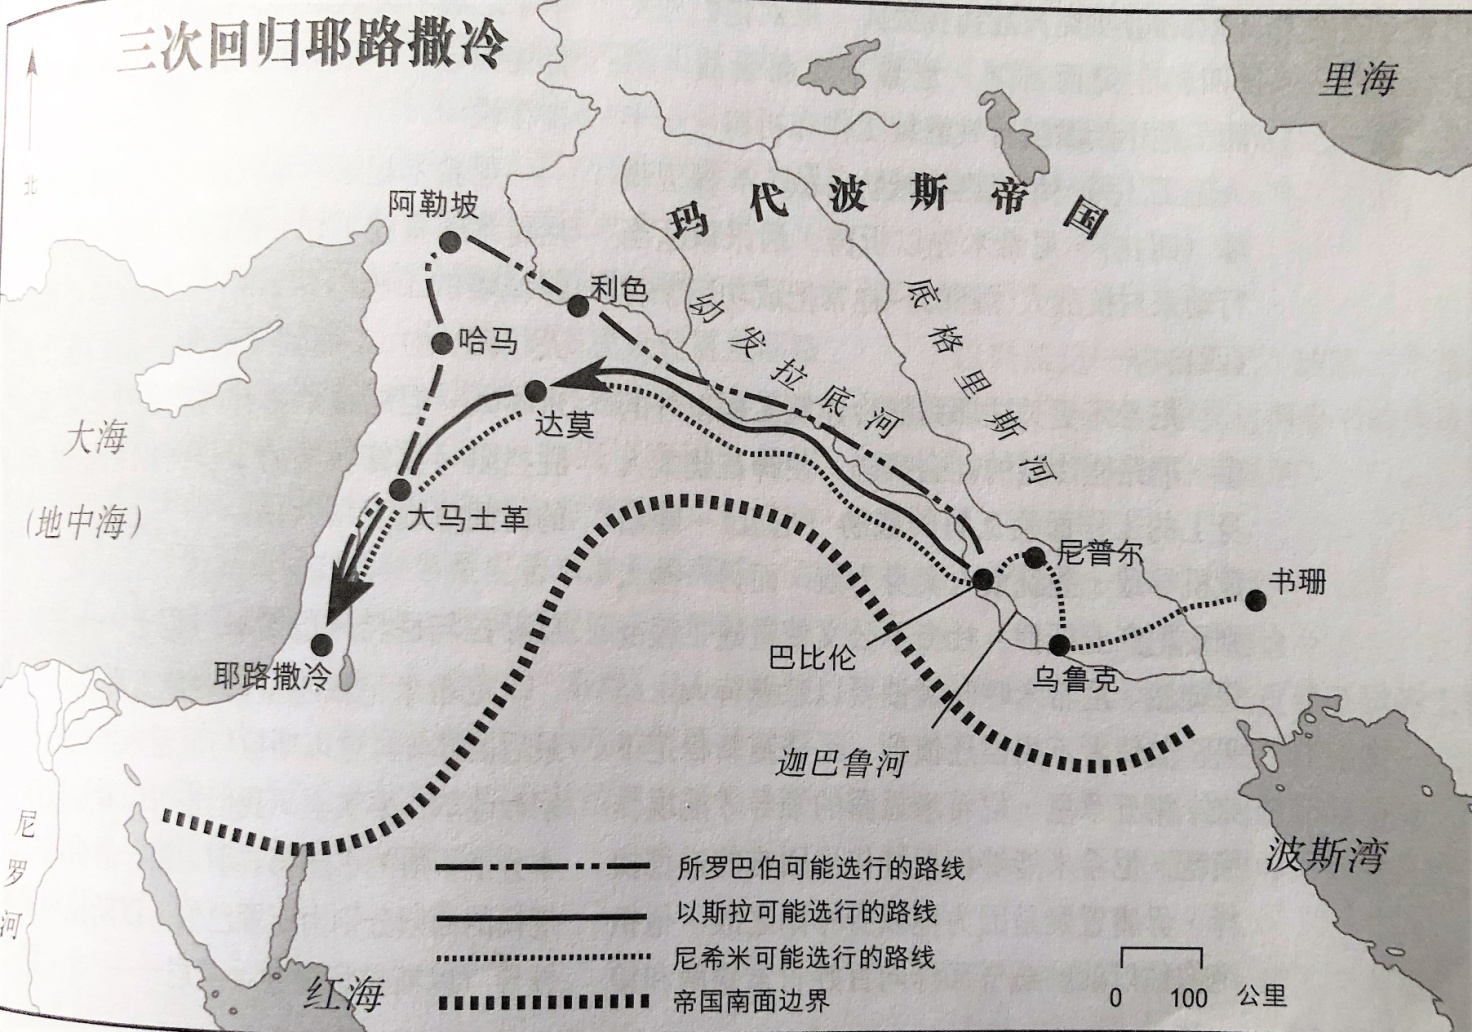 三次回归耶路撒冷
北
里海
阿勒坡
玛代波斯帝国
利色
幼发拉底河
底格里斯河
哈马
达莫
大海
(地中海)
大马士革
尼普尔
书珊
巴比伦
耶路撒冷
乌鲁克
迦巴鲁河
尼罗河
波斯湾
红海
所罗巴伯可能选行的路线
以斯拉可能选行的路线
尼希米可能选行的路线
帝国南面边界
0 100 公里